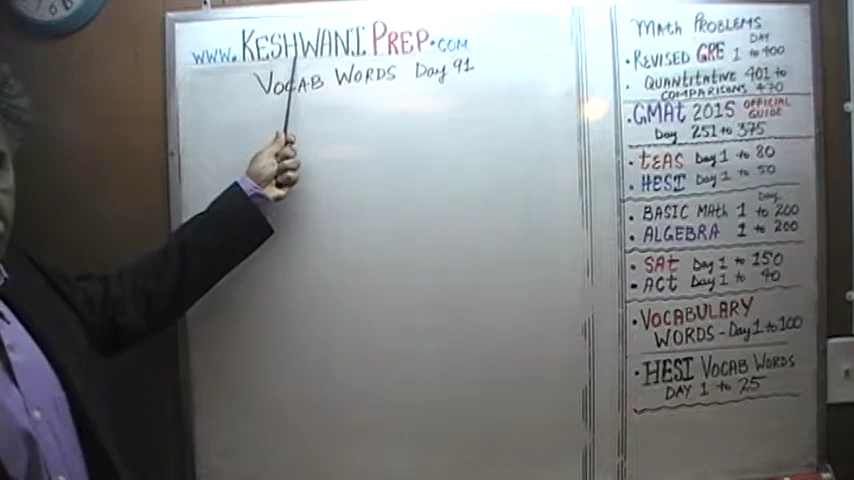 www.KESHWANI PREP.COM
VOCAB WORDS Day 91
MATH PROBLEMS
DAY
• REVISED GRE 1 to 400
• QUANTITATIVE 401 to
COMPARISONS 470
• GMAT 2015 OFFICIAL GUIDE
Day 251 to 375
• TEAS Day 1 to 80
• HESI Day 1 to 50
Day
• BASIC MATH 1 to 200
• ALGEBRA 1 to 200
• SAT Day 1 to 150
• ACT Day 1 to 90
• VOCABULARY
WORDS - Day 1 to 100
• HESI VOCAB WORDS
DAY 1 to 25